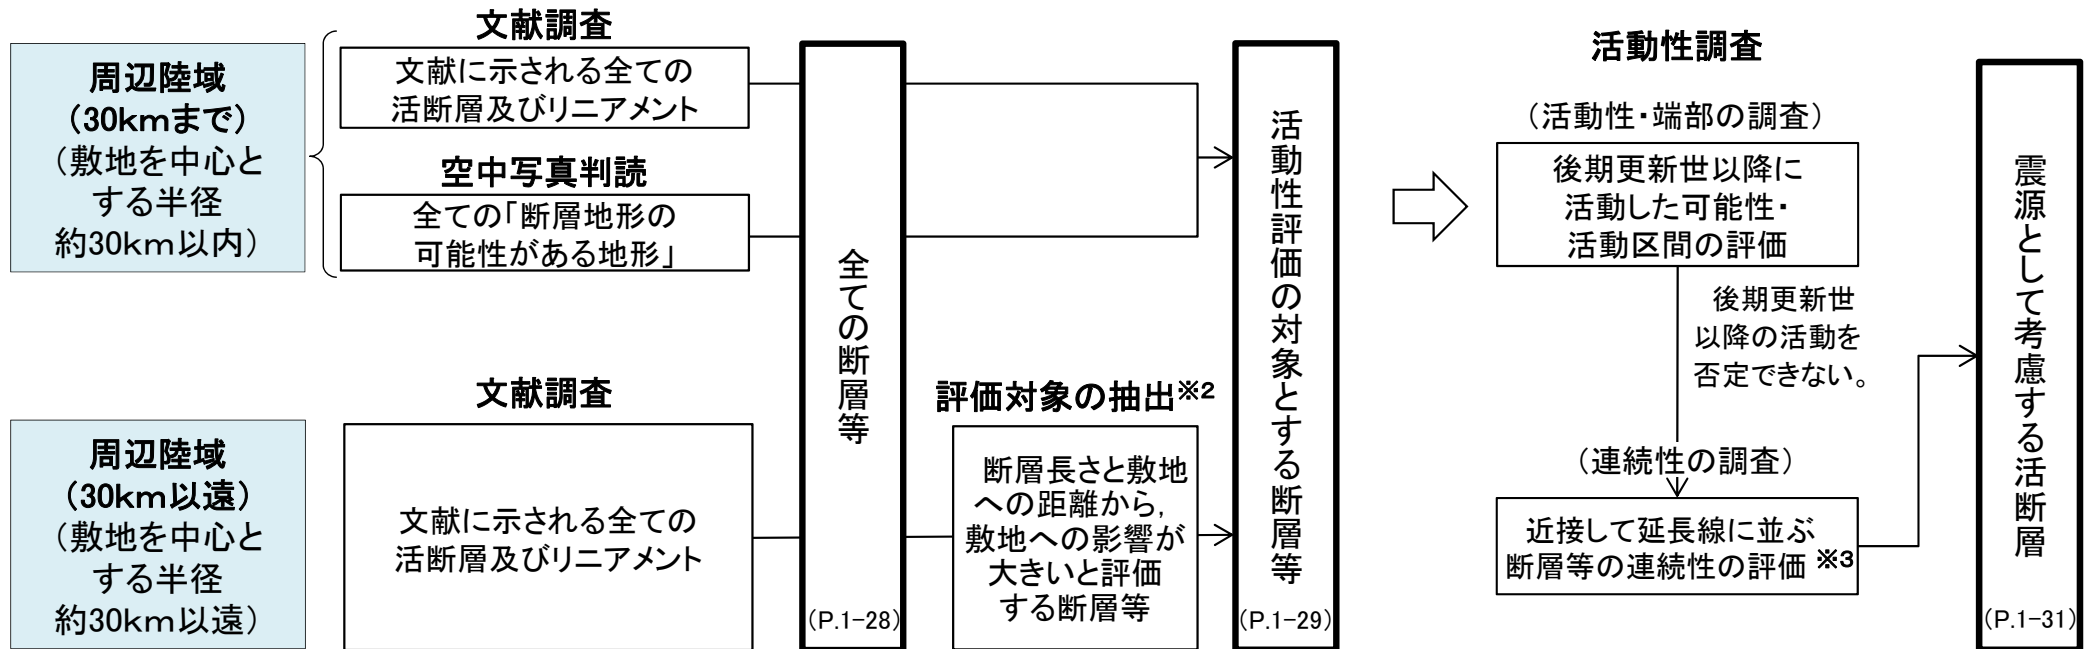 周辺陸域
(30kmまで)
(敷地を中心と
する半径
約30km以内)
文献調査
文献に示される全ての
活断層及びリニアメント
空中写真判読
全ての「断層地形の
可能性がある地形」
周辺陸域
(30km以遠)
(敷地を中心と
する半径
約30km以遠)
文献調査
文献に示される全ての
活断層及びリニアメント
全ての断層等
(P.1-28)
評価対象の抽出※2
断層長さと敷地
への距離から,
敷地への影響が
大きいと評価
する断層等
活動性評価の対象とする断層等
(P.1-29)
活動性調査
(活動性・端部の調査)
後期更新世以降に
活動した可能性・
活動区間の評価
後期更新世
以降の活動を
否定できない。
(連続性の調査)
近接して延長線に並ぶ
断層等の連続性の評価 ※3
震源として考慮する活断層
(P.1-31)